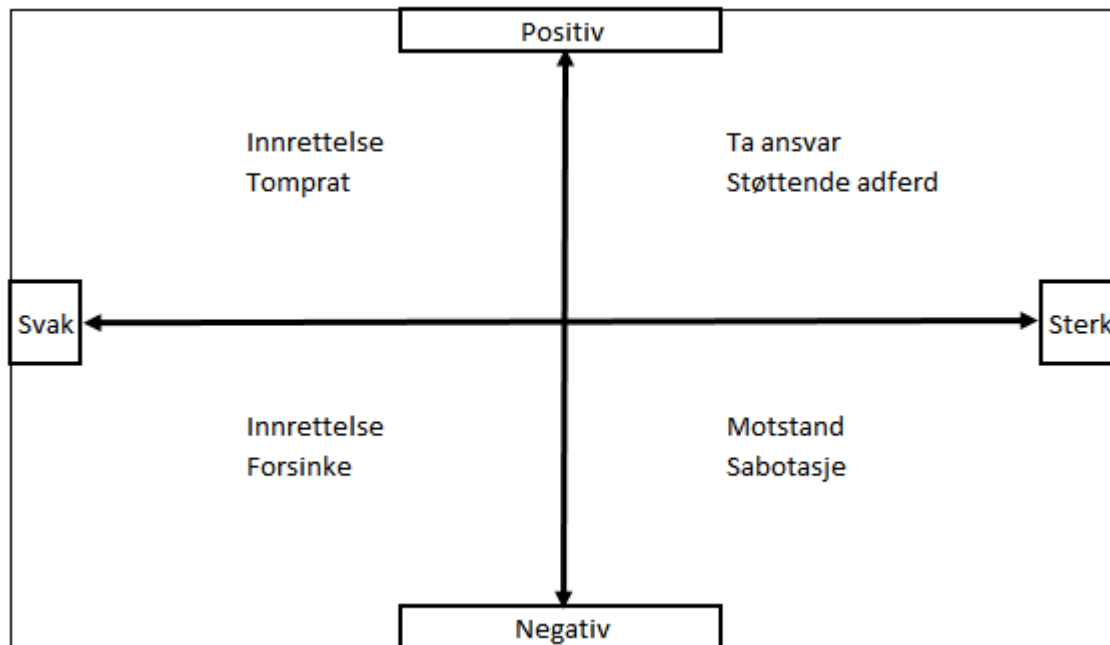 Positiv
Innrettelse
Tomprat
Ta ansvar
Støttende adferd
Svak
Sterk
Innrettelse
Forsinke
Motstand
Sabotasje
Negativ